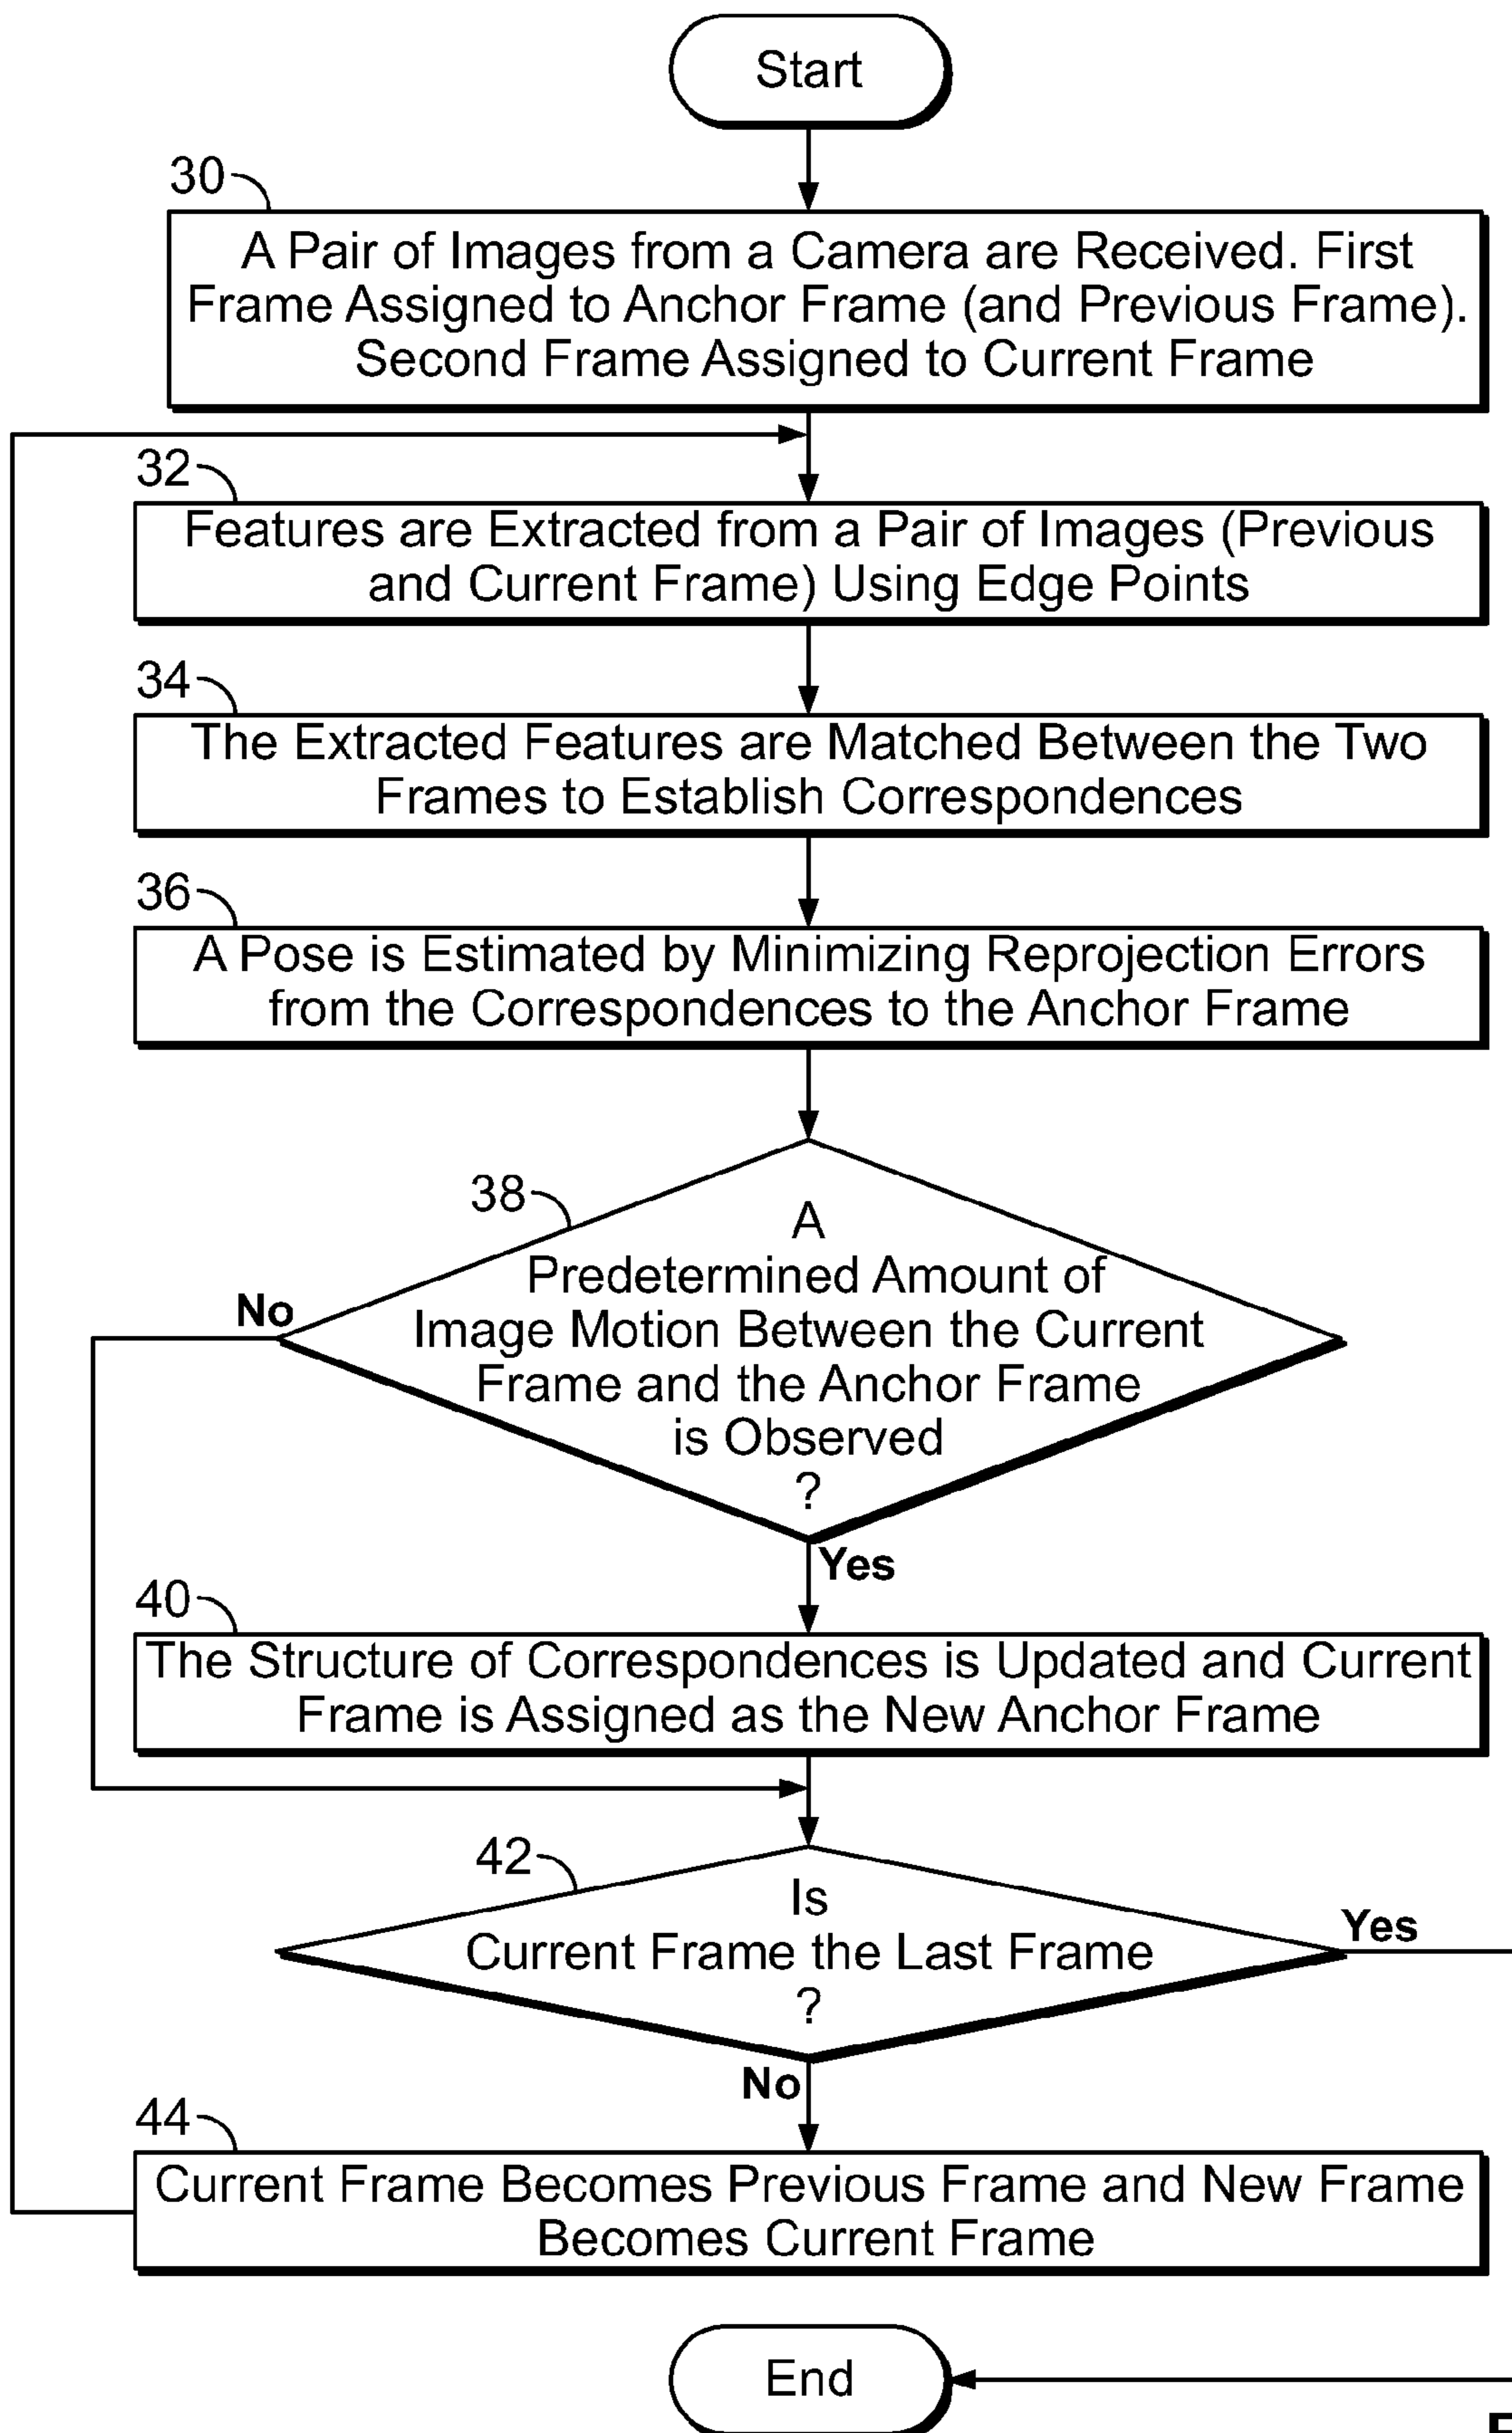 Start
30
A Pair of Images from a Camera are Received. First
Frame Assigned to Anchor Frame (and Previous Frame).
Second Frame Assigned to Current Frame
32
Features are Extracted from a Pair of Images (Previous
and Current Frame) Using Edge Points
34
The Extracted Features are Matched Between the Two
Frames to Establish Correspondences
36
A Pose is Estimated by Minimizing Reprojection Errors
from the Correspondences to the Anchor Frame
38
A
Predetermined Amount of
Image Motion Between the Current
Frame and the Anchor Frame
is Observed
?
No
Yes
40
The Structure of Correspondences is Updated and Current
Frame is Assigned as the New Anchor Frame
42
Is
Current Frame the Last Frame
?
Yes
No
44
Current Frame Becomes Previous Frame and New Frame
Becomes Current Frame
End